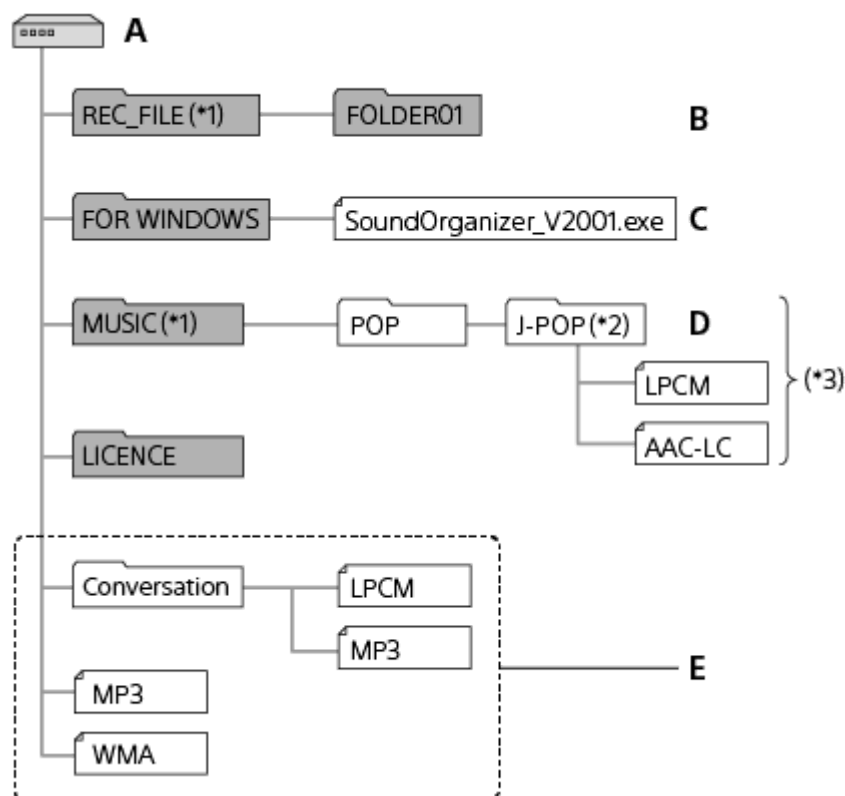 A
REC_FILE(*1) FOLDER01 B
FOR WINDOWS SoundOrganizer_V2001.exe C
MUSIC(*1) POP J-POP(*2) D
LPCM
(*3)
AAC-LC
LICENCE
Conversation LPCM
MP3
E
MP3
WMA